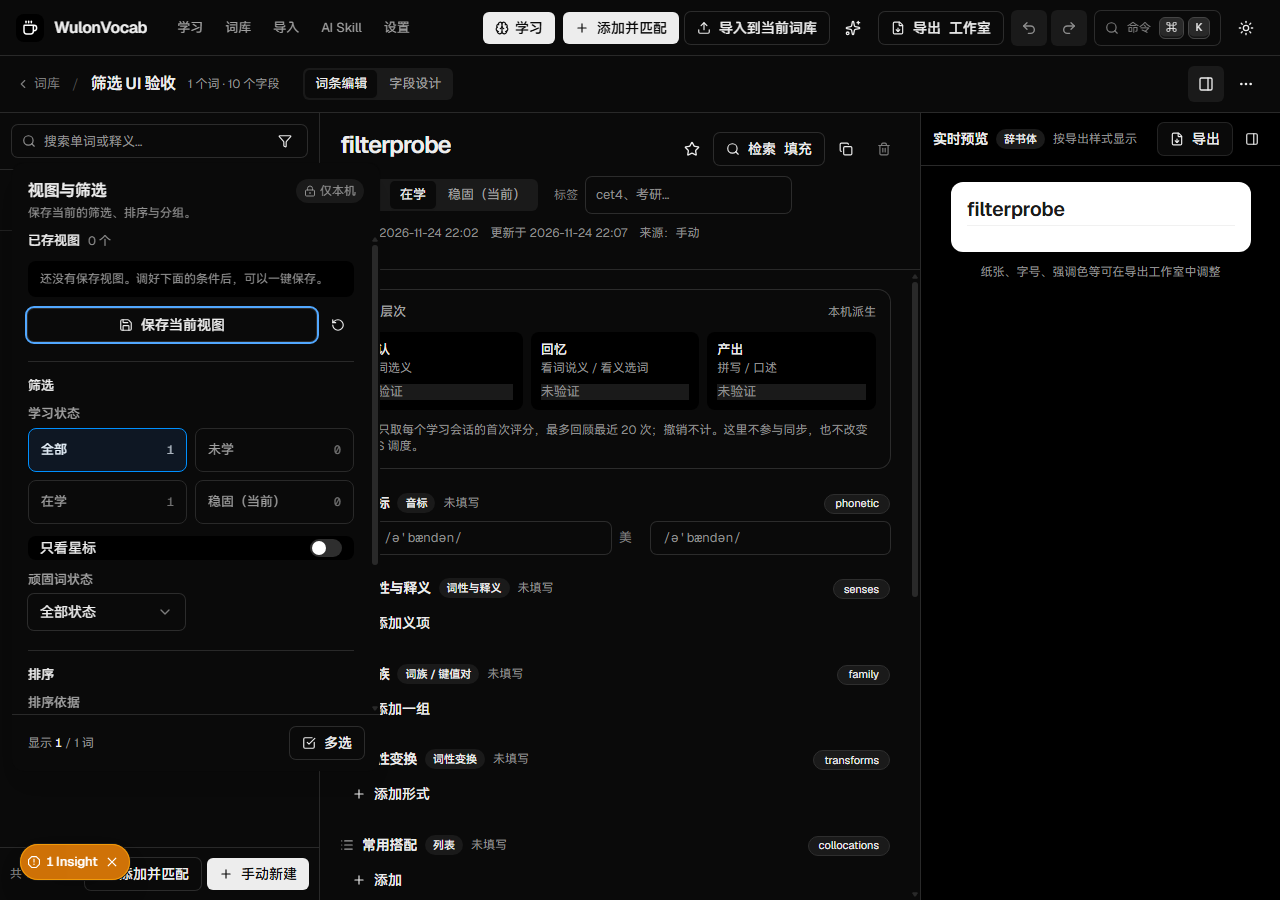 WulonVocab 学习 词库 导入 AI Skill 设置 学习 添加并匹配 导入到当前词库 导出 工作室 命令 ⌘ K
词库 / 筛选 UI 验收 1 个词 · 10 个字段 词条编辑 字段设计
搜索单词或释义...
视图与筛选 仅本机
保存当前的筛选、排序与分组。
已存视图 0 个
还没有保存视图。调好下面的条件后，可以一键保存。
保存当前视图
筛选
学习状态
全部 1 未学 0
在学 1 稳固（当前） 0
只看星标
顽固词状态
全部状态
排序
排序依据
显示 1 / 1 词 多选
1 Insight
共
添加并匹配 手动新建
filterprobe 检索 填充
在学 稳固（当前） 标签 cet4、考研...
2026-11-24 22:02 更新于 2026-11-24 22:07 来源：手动
层次 本机派生
认 回忆 产出
词选义 看词说义 / 看义选词 拼写 / 口述
验证 未验证 未验证
只取每个学习会话的首次评分，最多回顾最近 20 次；撤销不计。这里不参与同步，也不改变
S 调度。
标 音标 未填写 phonetic
/ə'bændən/ 美 /ə'bændən/
性与释义 词性与释义 未填写 senses
添加义项
族 词族 / 键值对 未填写 family
添加一组
性变换 词性变换 未填写 transforms
添加形式
常用搭配 列表 未填写 collocations
添加
实时预览 辞书体 按导出样式显示 导出
filterprobe
纸张、字号、强调色等可在导出工作室中调整